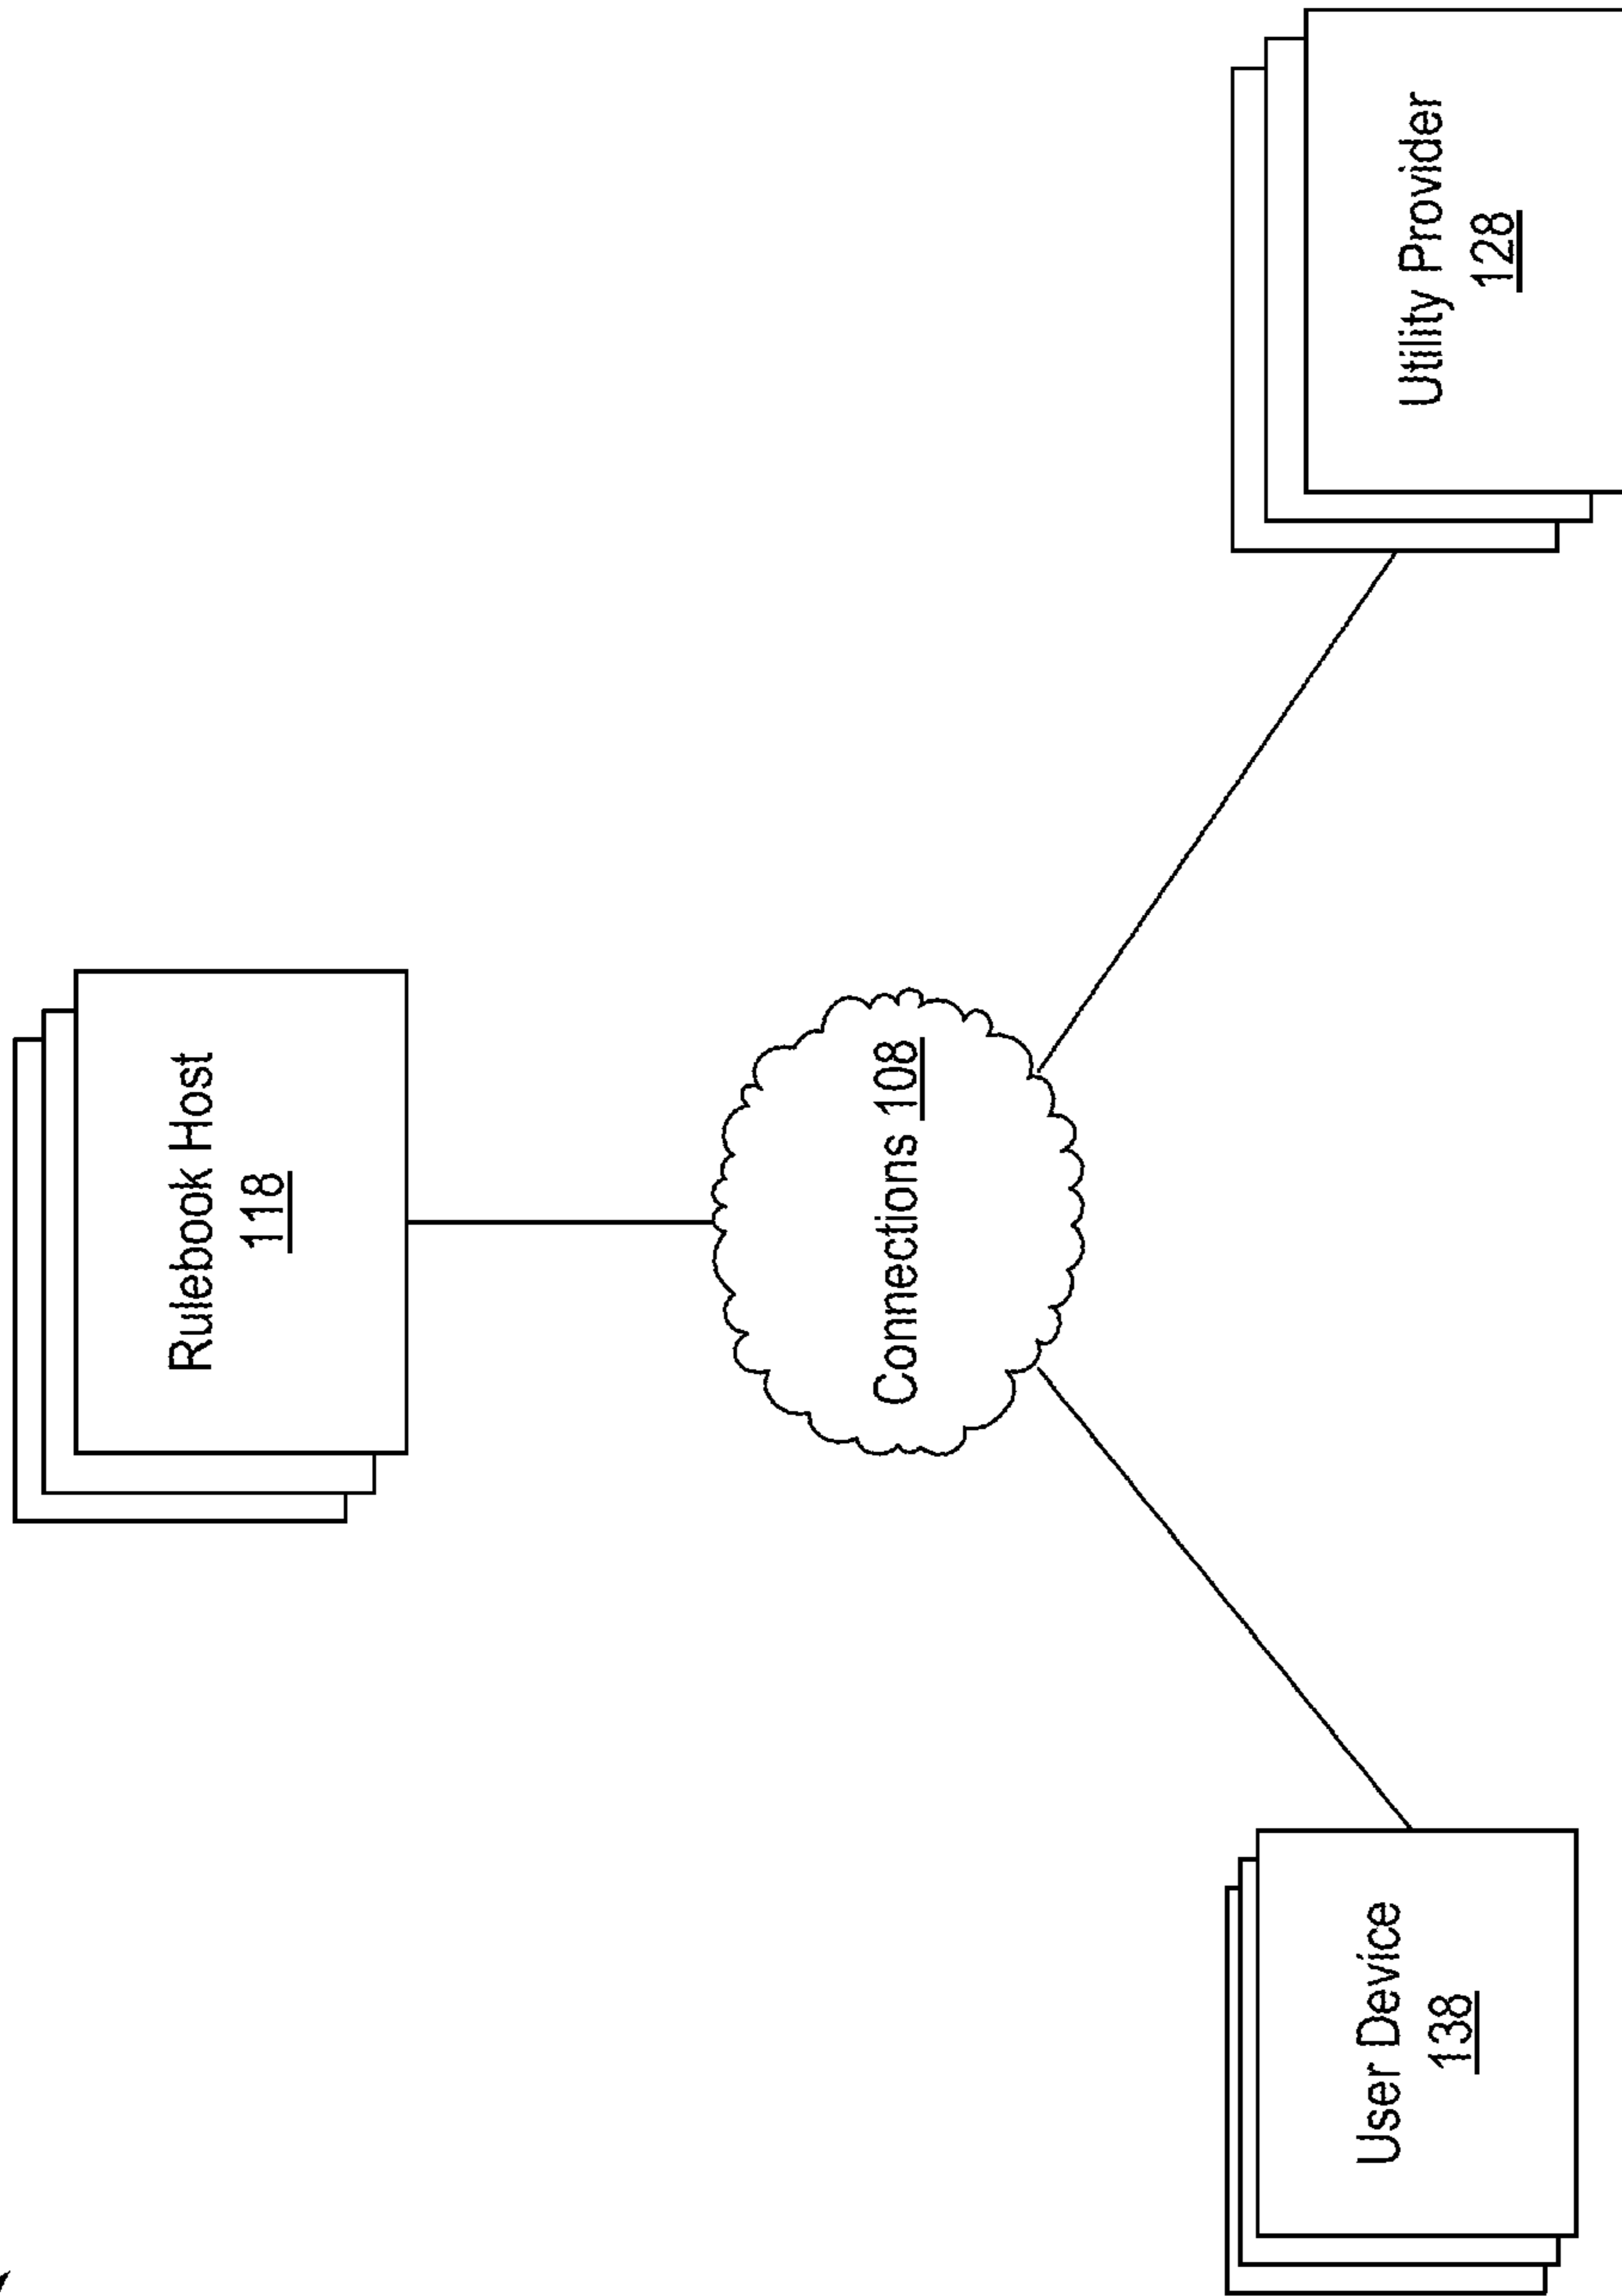 Rulebook Host
118
Connections 108
User Device
138
Utility Provider
128